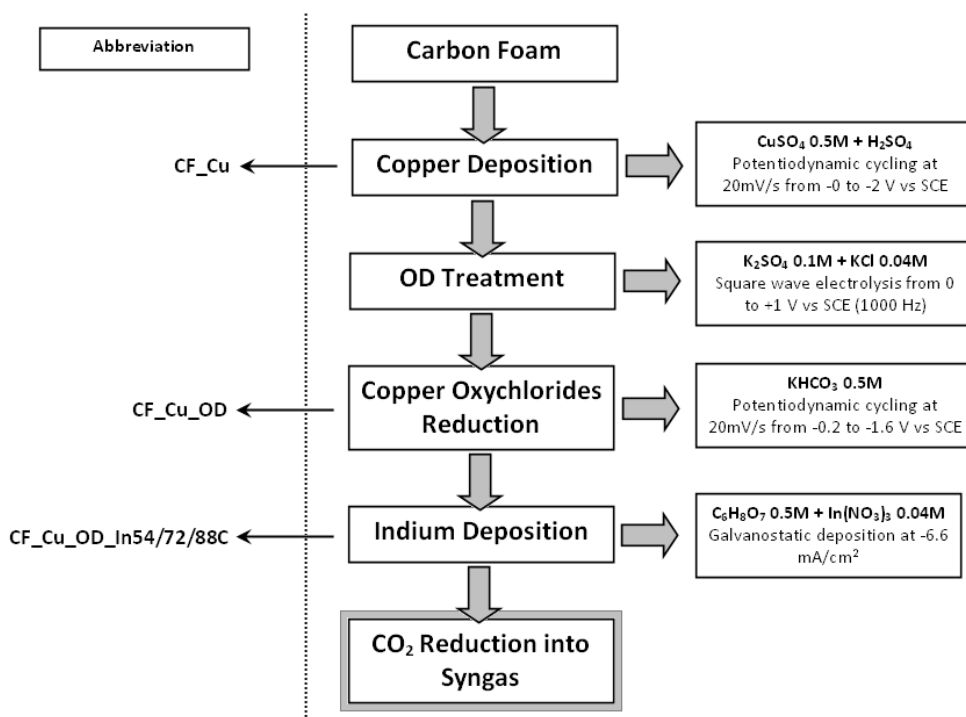 Abbreviation
Carbon Foam
CF_Cu
Copper Deposition
CuSO₄ 0.5M + H₂SO₄
Potentiodynamic cycling at
20mV/s from -0 to -2 V vs SCE
OD Treatment
K₂SO₄ 0.1M + KCl 0.04M
Square wave electrolysis from 0
to +1 V vs SCE (1000 Hz)
CF_Cu_OD
Copper Oxychlorides
Reduction
KHCO₃ 0.5M
Potentiodynamic cycling at
20mV/s from -0.2 to -1.6 V vs SCE
CF_Cu_OD_In54/72/88C
Indium Deposition
C₆H₈O₇ 0.5M + In(NO₃)₃ 0.04M
Galvanostatic deposition at -6.6
mA/cm²
CO₂ Reduction into
Syngas